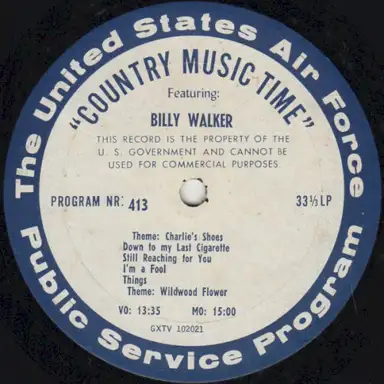 The United States Air Force
"COUNTRY MUSIC TIME"
Featuring:
BILLY WALKER
THIS RECORD IS THE PROPERTY OF THE
U. S. GOVERNMENT AND CANNOT BE
USED FOR COMMERCIAL PURPOSES
PROGRAM NR: 413
33⅓ LP
Theme: Charlie's Shoes
Down to my Last Cigarette
Still Reaching for You
I'm a Fool
Things
Theme: Wildwood Flower
VO: 13:35 MO: 15:00
GXTV 102021
Public Service Program